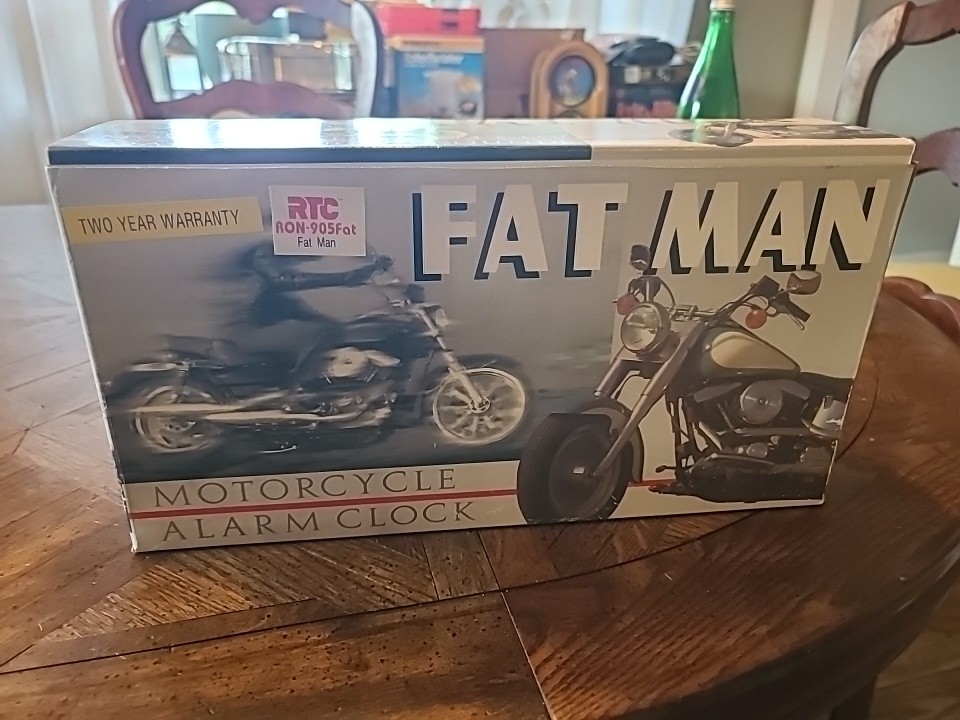 TWO YEAR WARRANTY
RTC
RON-905Fat
Fat Man
FAT MAN
MOTORCYCLE
ALARM CLOCK